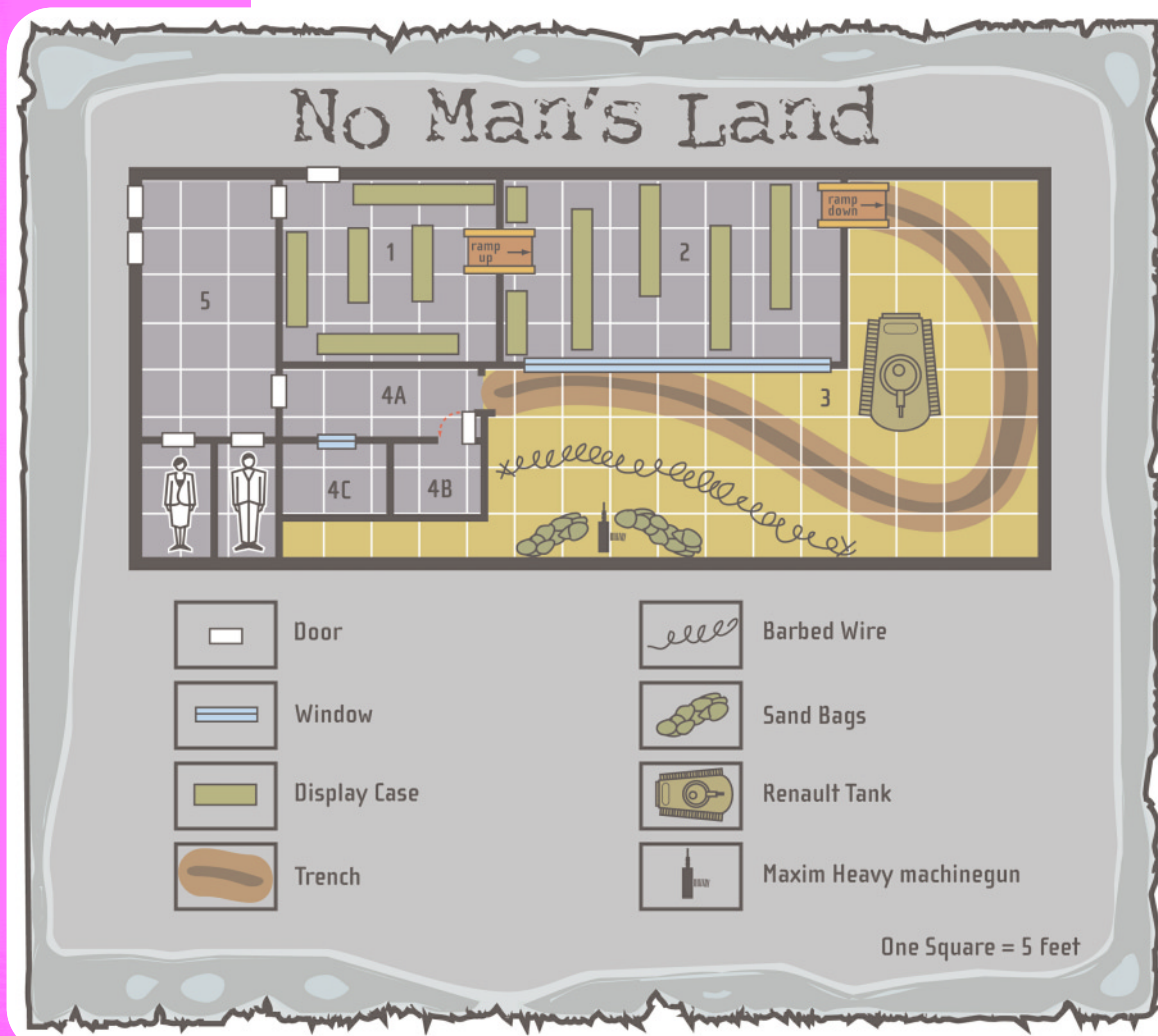 No Man's Land
ramp
down
1
ramp
up
2
5
4A
3
4C
4B
Door
Barbed Wire
Window
Sand Bags
Display Case
Renault Tank
Trench
Maxim Heavy machinegun
One Square = 5 feet